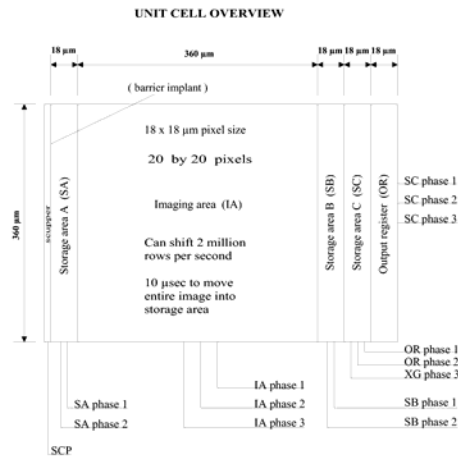 UNIT CELL OVERVIEW
18 µm
360 µm
18 µm 18 µm 18 µm
( barrier implant )
18 x 18 µm pixel size
20 by 20 pixels
Imaging area (IA)
Can shift 2 million
rows per second
10 µsec to move
entire image into
storage area
360 µm
scupper
Storage area A (SA)
Storage area B (SB)
Storage area C (SC)
Output register (OR)
SC phase 1
SC phase 2
SC phase 3
OR phase 1
OR phase 2
XG phase 3
SB phase 1
SB phase 2
IA phase 1
IA phase 2
IA phase 3
SA phase 1
SA phase 2
SCP